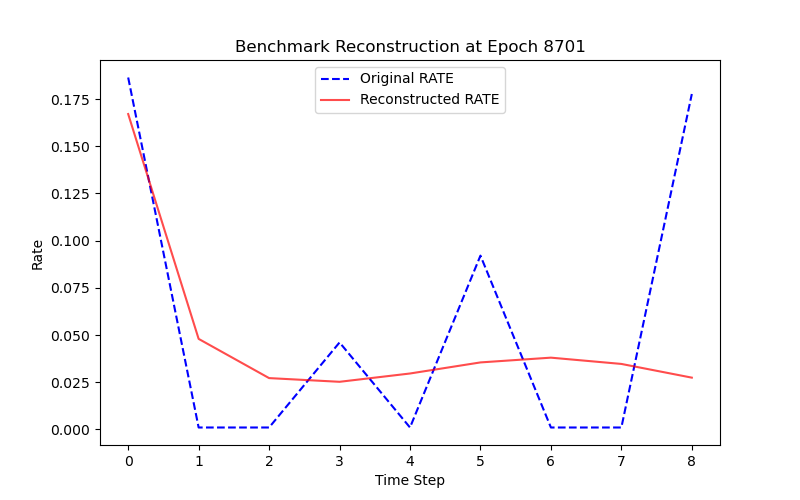 Benchmark Reconstruction at Epoch 8701
Original RATE
Reconstructed RATE
0.175
0.150
0.125
0.100
0.075
0.050
0.025
0.000
Rate
0 1 2 3 4 5 6 7 8
Time Step